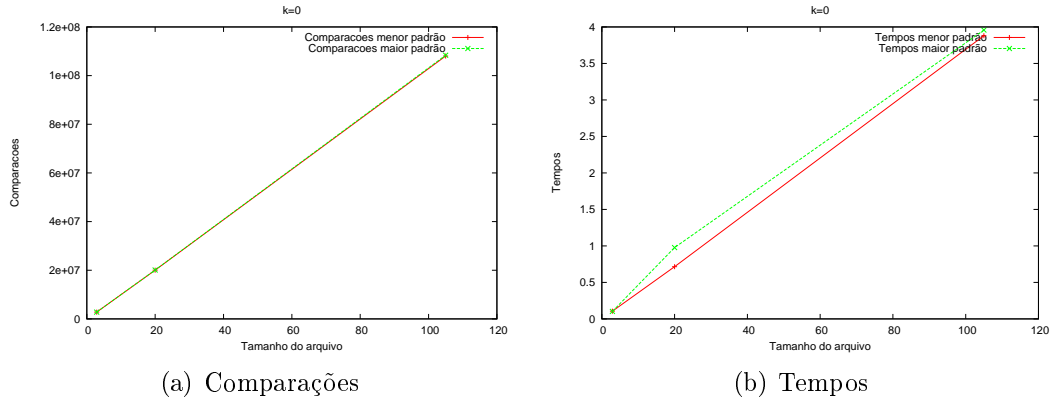 k=0
1.2e+08
1e+08
8e+07
6e+07
4e+07
2e+07
0
Comparacoes
Comparacoes menor padrão
Comparacoes maior padrão
0 20 40 60 80 100 120
Tamanho do arquivo
(a) Comparações
k=0
4
3.5
3
2.5
2
1.5
1
0.5
0
Tempos
Tempos menor padrão
Tempos maior padrão
0 20 40 60 80 100 120
Tamanho do arquivo
(b) Tempos